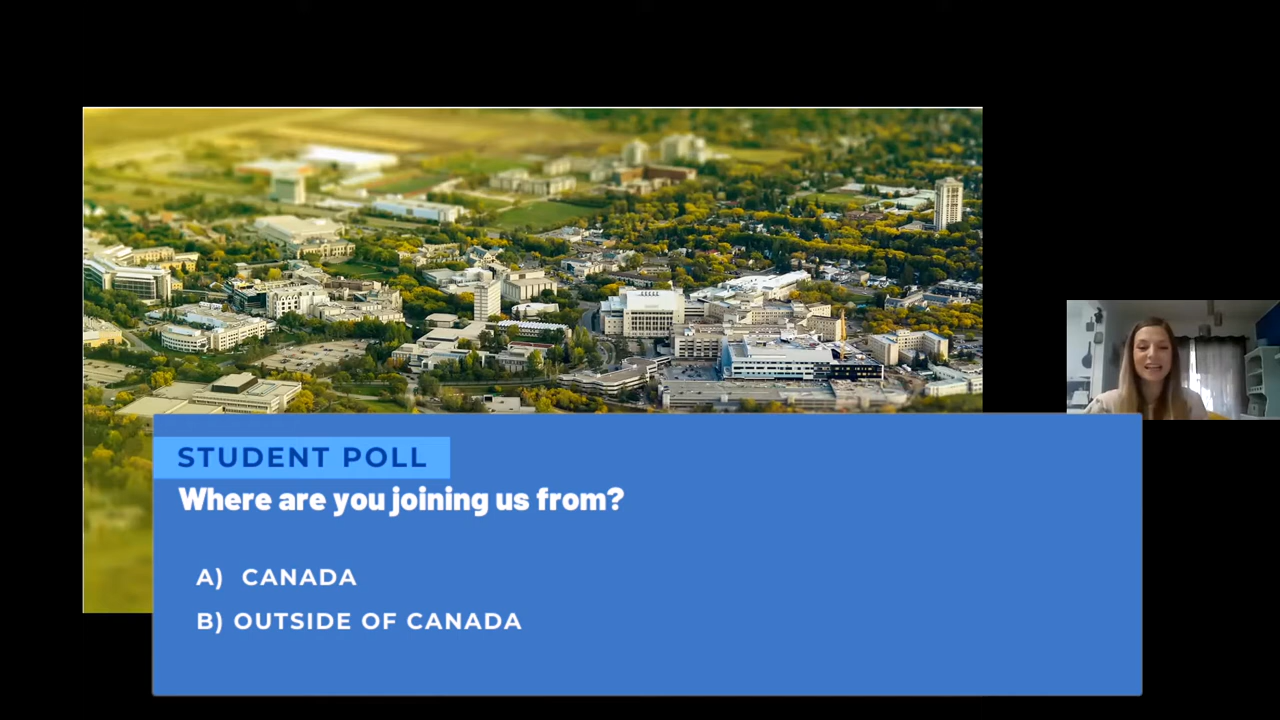 STUDENT POLL
Where are you joining us from?
A) CANADA
B) OUTSIDE OF CANADA